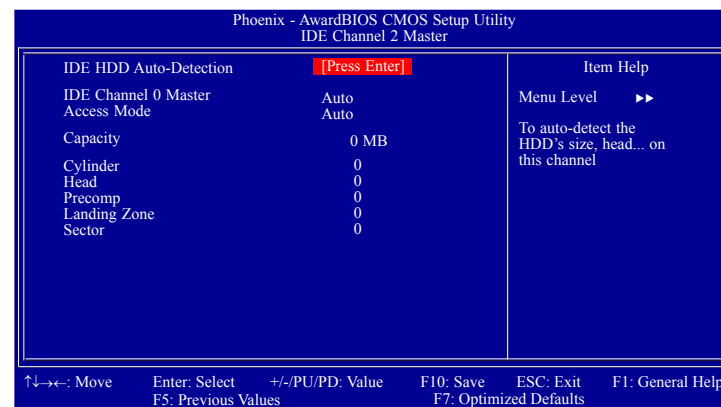 Phoenix - AwardBIOS CMOS Setup Utility
IDE Channel 2 Master
IDE HDD Auto-Detection [Press Enter]
IDE Channel 0 Master Auto
Access Mode Auto
Capacity 0 MB
Cylinder 0
Head 0
Precomp 0
Landing Zone 0
Sector 0
Item Help
Menu Level ►►
To auto-detect the
HDD’s size, head... on
this channel
↑↓→←: Move Enter: Select +/-/PU/PD: Value F10: Save ESC: Exit F1: General Help
F5: Previous Values F7: Optimized Defaults